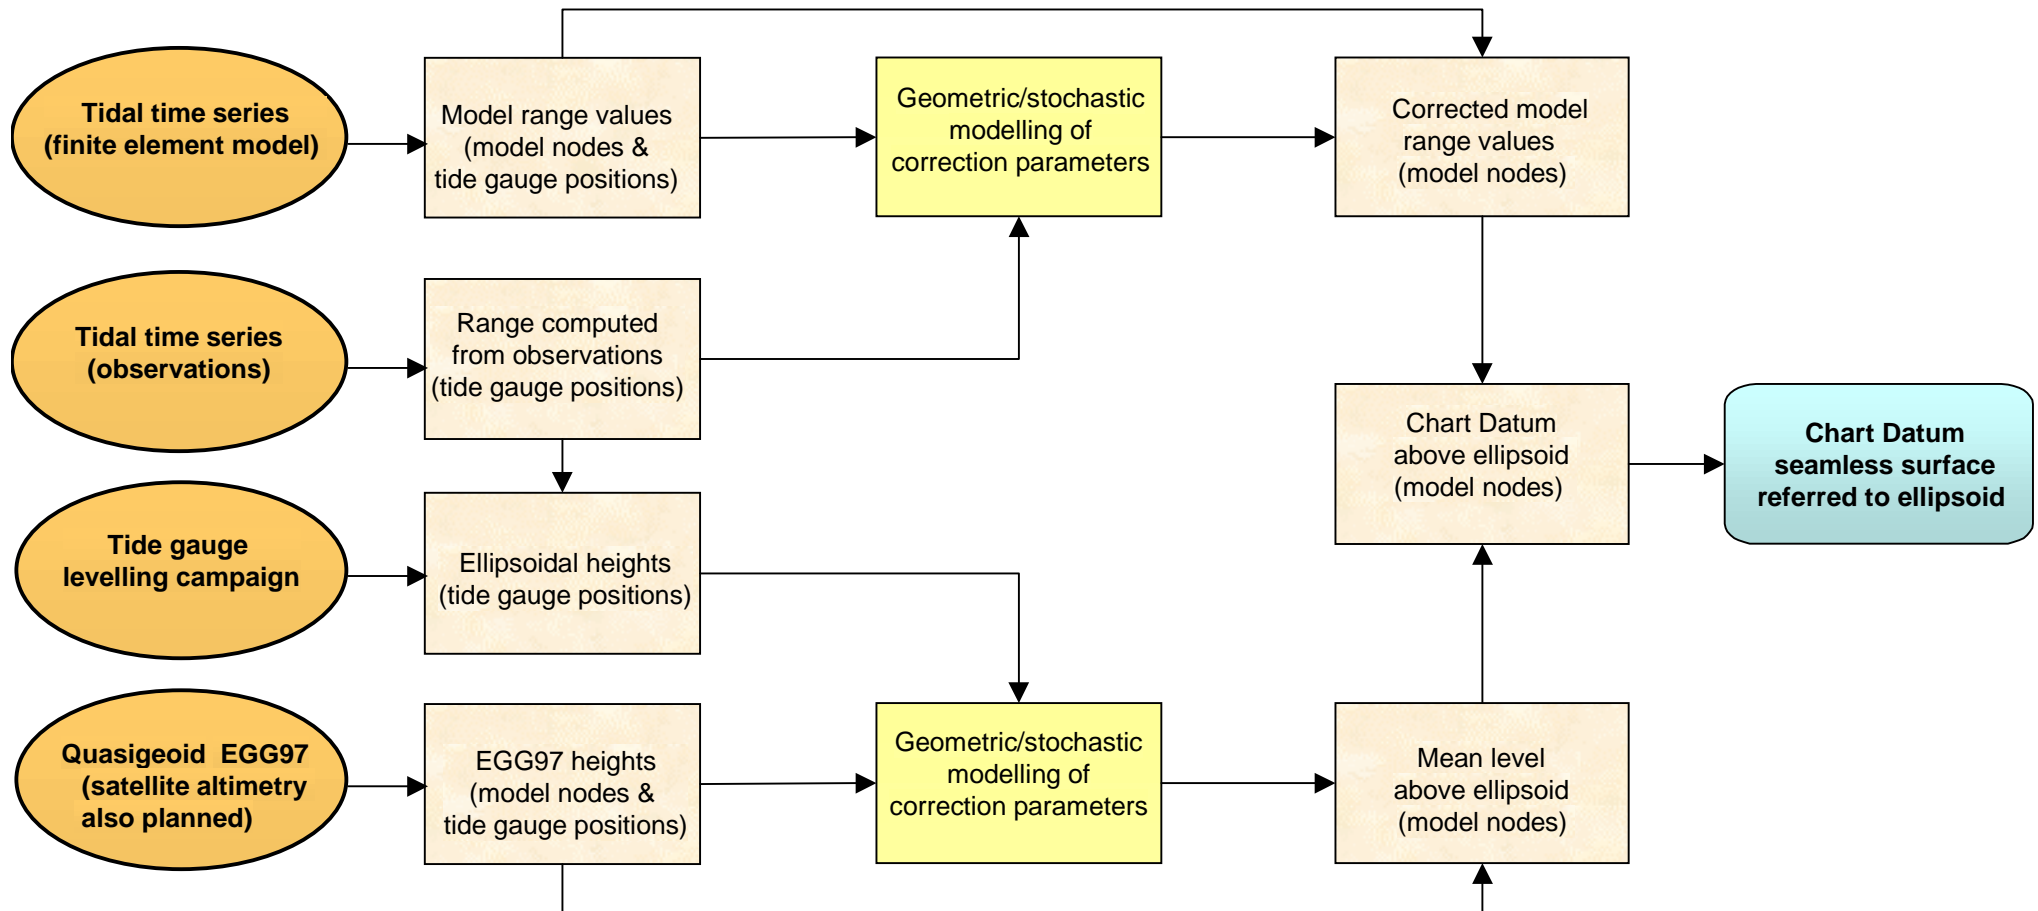 Tidal time series
(finite element model)
Model range values
(model nodes &
tide gauge positions)
Geometric/stochastic
modelling of
correction parameters
Corrected model
range values
(model nodes)
Tidal time series
(observations)
Range computed
from observations
(tide gauge positions)
Chart Datum
above ellipsoid
(model nodes)
Chart Datum
seamless surface
referred to ellipsoid
Tide gauge
levelling campaign
Ellipsoidal heights
(tide gauge positions)
Quasigeoid EGG97
(satellite altimetry
also planned)
EGG97 heights
(model nodes &
tide gauge positions)
Geometric/stochastic
modelling of
correction parameters
Mean level
above ellipsoid
(model nodes)